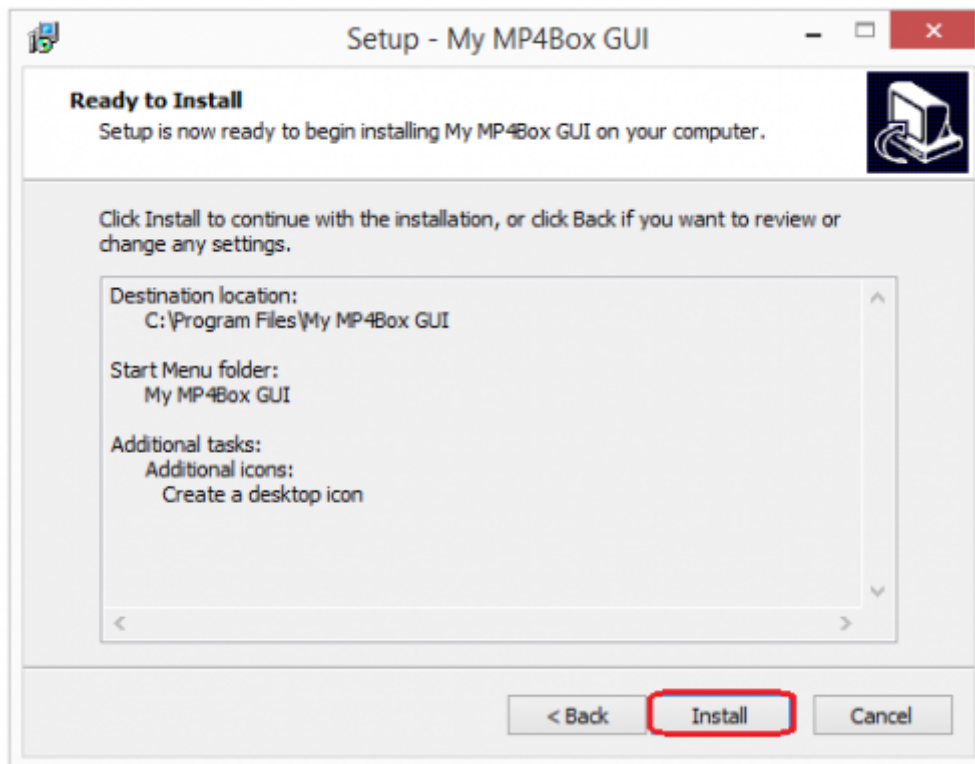 Setup - My MP4Box GUI
Ready to Install
Setup is now ready to begin installing My MP4Box GUI on your computer.
Click Install to continue with the installation, or click Back if you want to review or
change any settings.
Destination location:
C:\Program Files\My MP4Box GUI
Start Menu folder:
My MP4Box GUI
Additional tasks:
Additional icons:
Create a desktop icon
< Back
Install
Cancel